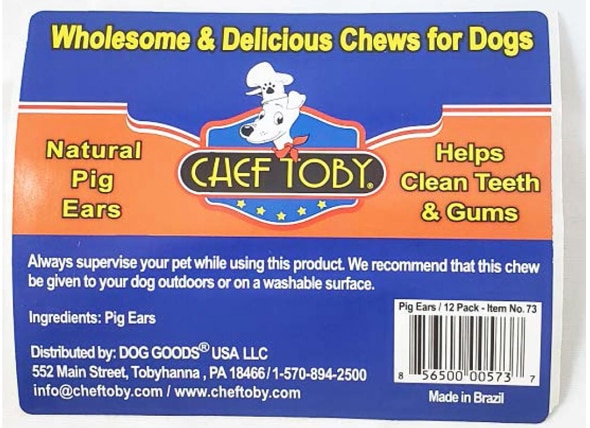 Wholesome & Delicious Chews for Dogs
Natural
Pig
Ears
CHEF TOBY®
Helps
Clean Teeth
& Gums
Always supervise your pet while using this product. We recommend that this chew
be given to your dog outdoors or on a washable surface.
Ingredients: Pig Ears
Distributed by: DOG GOODS® USA LLC
552 Main Street, Tobyhanna , PA 18466/1-570-894-2500
info@cheftoby.com / www.cheftoby.com
Pig Ears / 12 Pack - Item No. 73
8 56500 00573 7
Made in Brazil